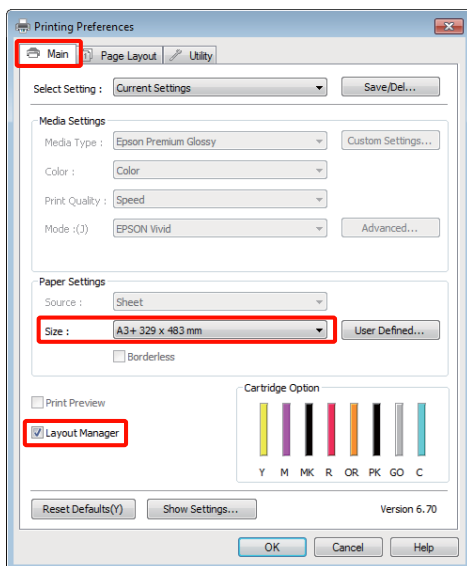 Printing Preferences
Main Page Layout Utility
Select Setting : Current Settings Save/Del...
Media Settings
Media Type : Epson Premium Glossy Custom Settings...
Color : Color
Print Quality : Speed
Mode :(J) EPSON Vivid Advanced...
Paper Settings
Source : Sheet
Size : A3+ 329 x 483 mm User Defined...
Borderless
Cartridge Option
Print Preview
Layout Manager
Y M MK R OR PK GO C
Reset Defaults(Y) Show Settings... Version 6.70
OK Cancel Help